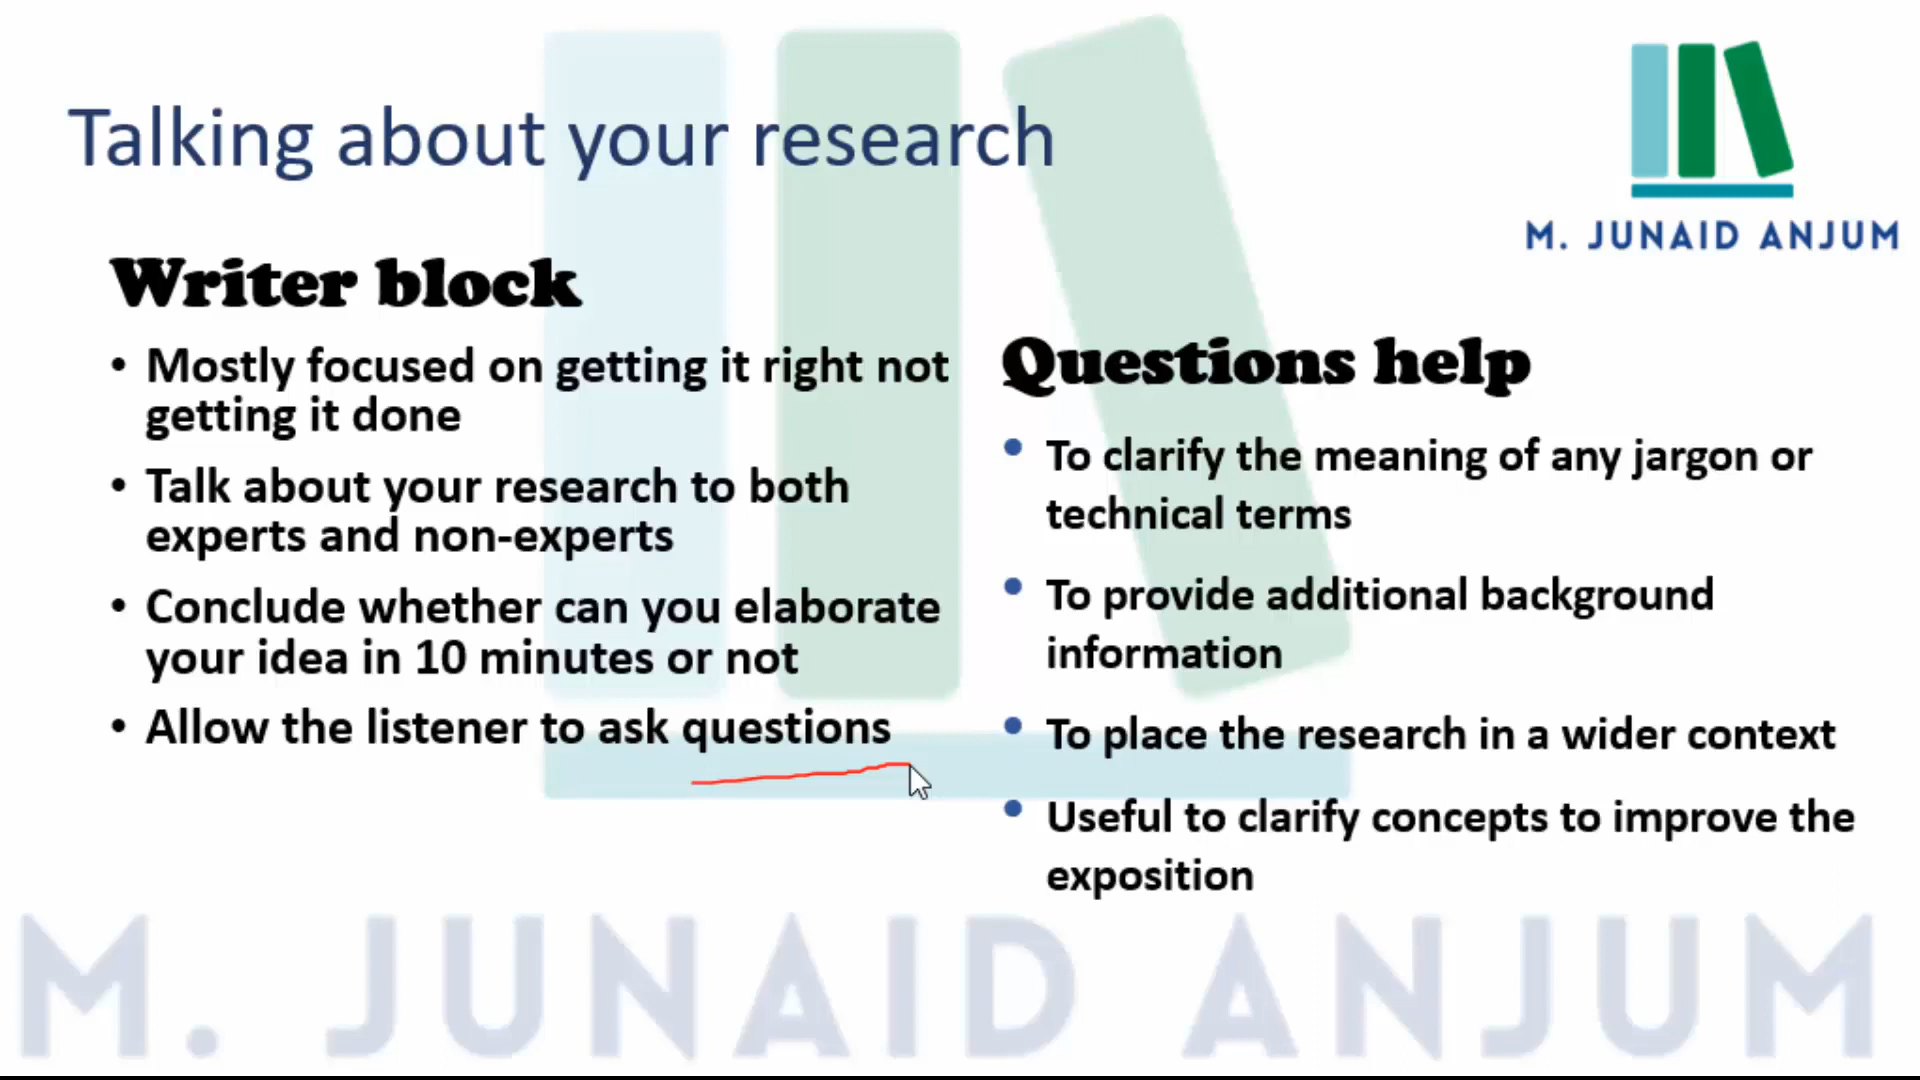 Talking about your research
M. JUNAID ANJUM
Writer block
• Mostly focused on getting it right not
getting it done
• Talk about your research to both
experts and non-experts
• Conclude whether can you elaborate
your idea in 10 minutes or not
• Allow the listener to ask questions
Questions help
• To clarify the meaning of any jargon or
technical terms
• To provide additional background
information
• To place the research in a wider context
• Useful to clarify concepts to improve the
exposition
M. JUNAID ANJUM